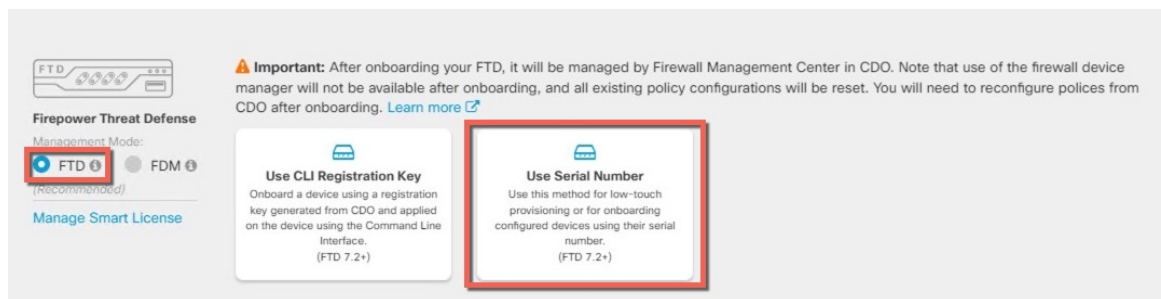 FTD
Firepower Threat Defense
Management Mode:
FTD
FDM
(Recommended)
Manage Smart License
Important: After onboarding your FTD, it will be managed by Firewall Management Center in CDO. Note that use of the firewall device
manager will not be available after onboarding, and all existing policy configurations will be reset. You will need to reconfigure polices from
CDO after onboarding. Learn more
Use CLI Registration Key
Onboard a device using a registration
key generated from CDO and applied
on the device using the Command Line
Interface.
(FTD 7.2+)
Use Serial Number
Use this method for low-touch
provisioning or for onboarding
configured devices using their serial
number.
(FTD 7.2+)